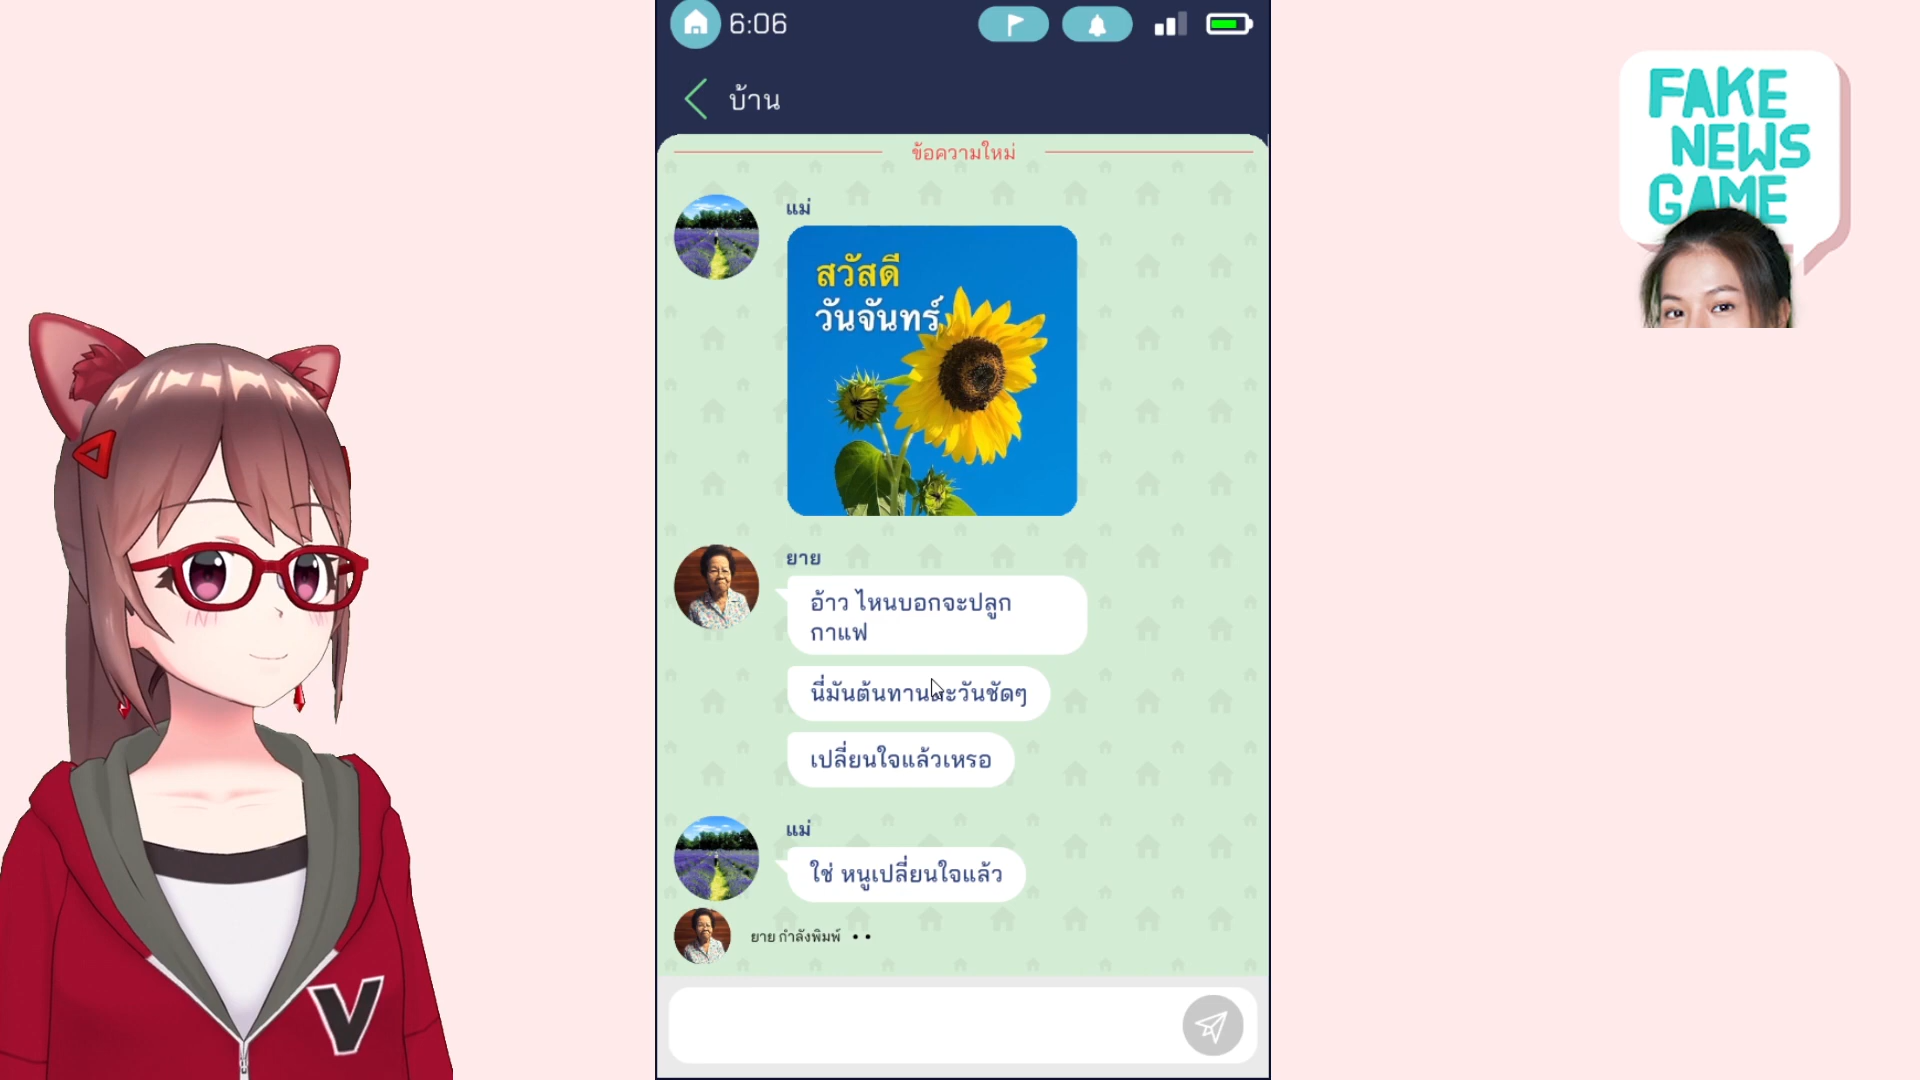 6:06
บ้าน
ข้อความใหม่
แม่
สวัสดี
วันจันทร์
ยาย
อ้าว ไหนบอกจะปลูก
กาแฟ
นี่มันต้นทานตะวันชัดๆ
เปลี่ยนใจแล้วเหรอ
แม่
ใช่ หนูเปลี่ยนใจแล้ว
ยาย กำลังพิมพ์
FAKE
NEWS
GAME
V